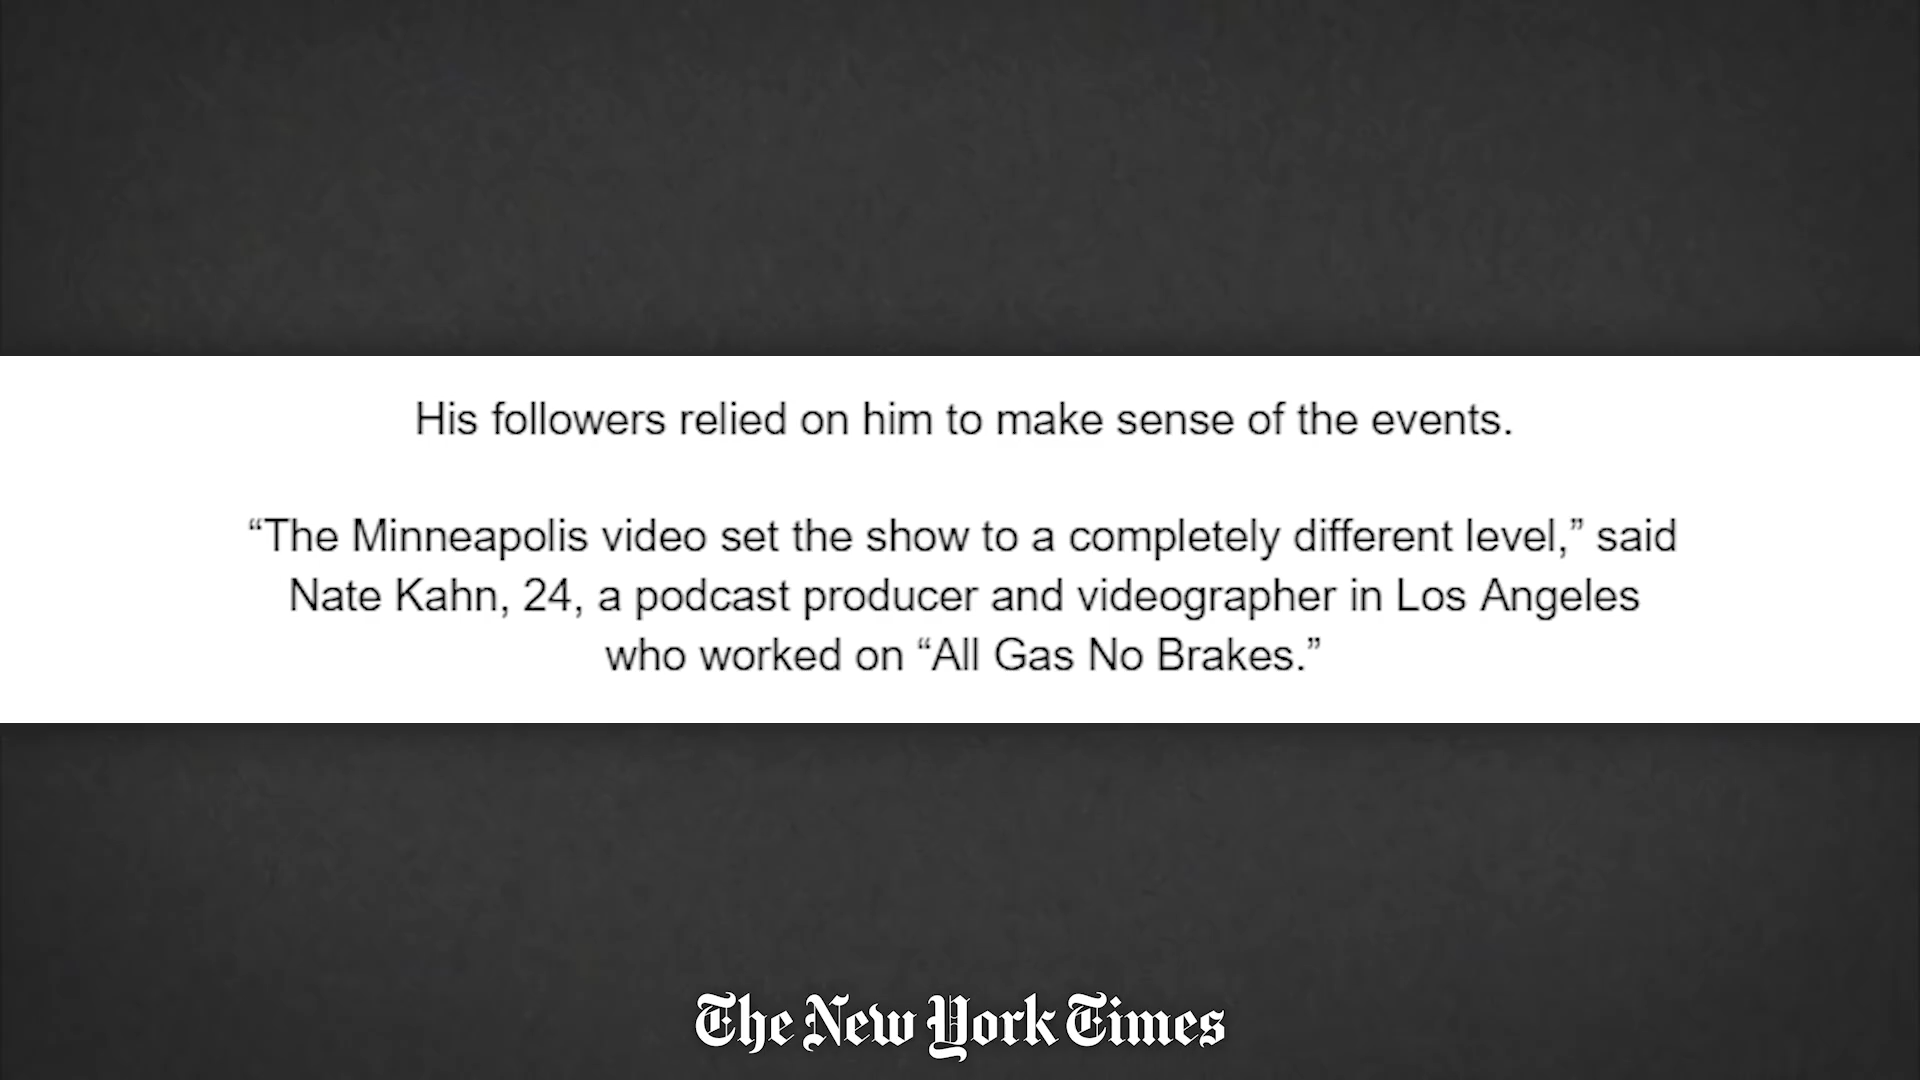 His followers relied on him to make sense of the events.
“The Minneapolis video set the show to a completely different level,” said
Nate Kahn, 24, a podcast producer and videographer in Los Angeles
who worked on “All Gas No Brakes.”
The New York Times